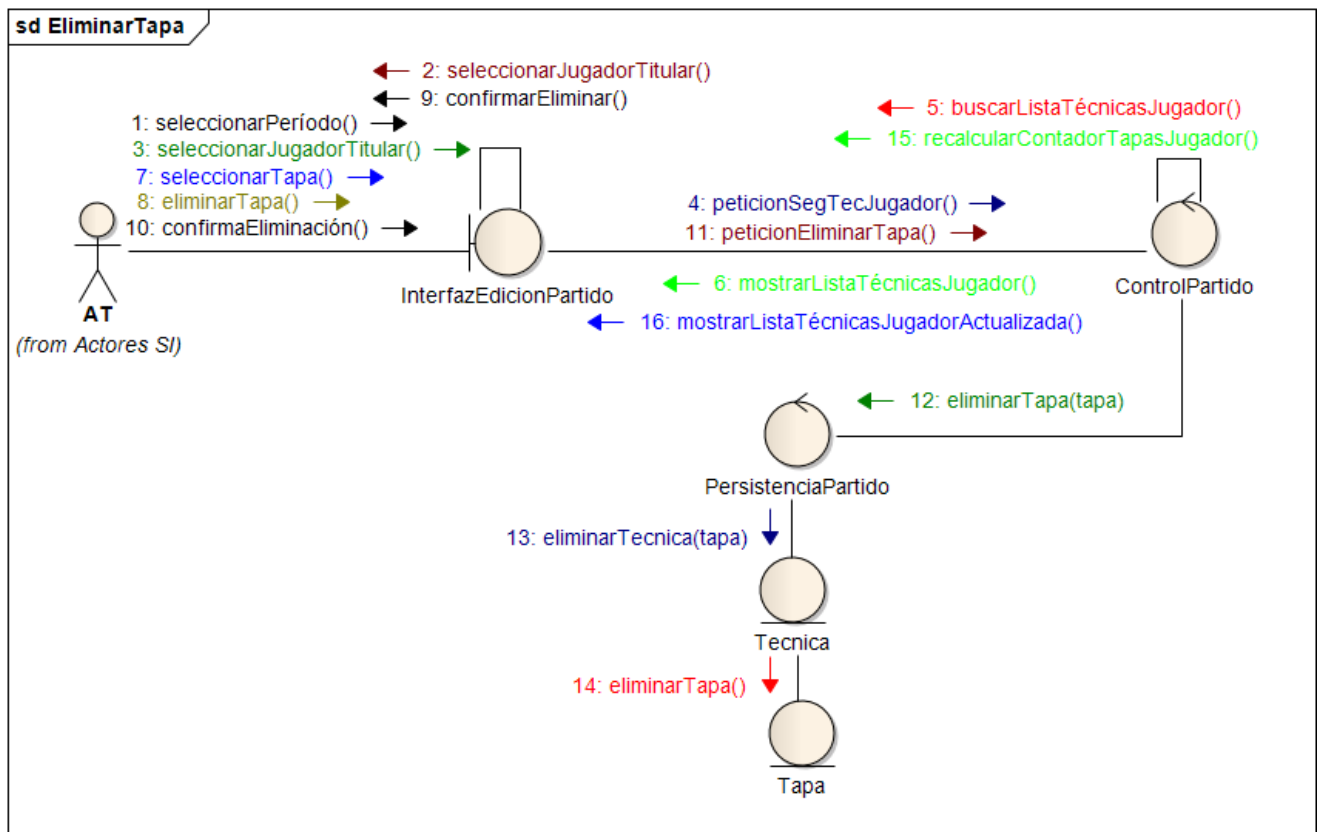 sd EliminarTapa
2: seleccionarJugadorTitular()
9: confirmarEliminar()
1: seleccionarPeríodo()
3: seleccionarJugadorTitular()
7: seleccionarTapa()
8: eliminarTapa()
10: confirmaEliminación()
5: buscarListaTécnicasJugador()
15: recalcularContadorTapasJugador()
4: peticionSegTecJugador()
11: peticionEliminarTapa()
InterfazEdicionPartido
6: mostrarListaTécnicasJugador()
16: mostrarListaTécnicasJugadorActualizada()
ControlPartido
AT
(from Actores SI)
12: eliminarTapa(tapa)
PersistenciaPartido
13: eliminarTecnica(tapa)
Tecnica
14: eliminarTapa()
Tapa